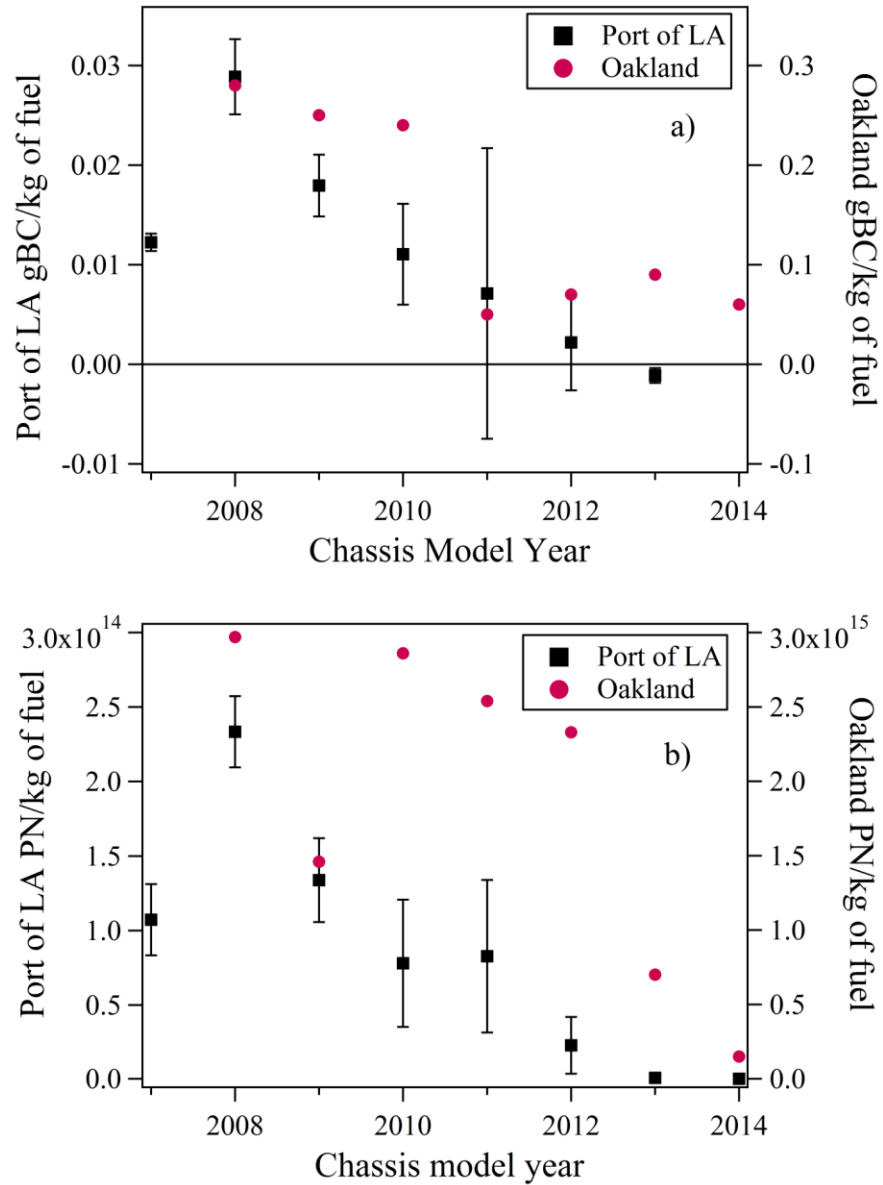 Port of LA
Oakland
a)
Port of LA gBC/kg of fuel
0.03
0.02
0.01
0.00
-0.01
0.3
0.2
0.1
0.0
-0.1
Oakland gBC/kg of fuel
2008
2010
2012
2014
Chassis Model Year
Port of LA
Oakland
b)
Port of LA PN/kg of fuel
3.0x10¹⁴
2.5
2.0
1.5
1.0
0.5
0.0
3.0x10¹⁵
2.5
2.0
1.5
1.0
0.5
0.0
Oakland PN/kg of fuel
2008
2010
2012
2014
Chassis model year